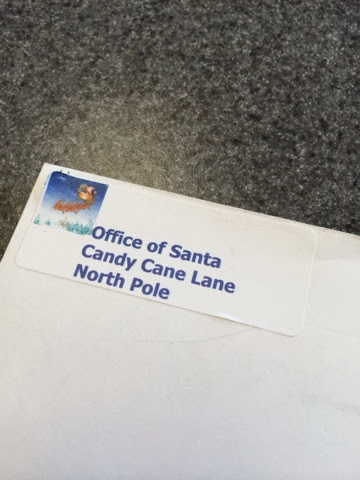 Office of Santa
Candy Cane Lane
North Pole